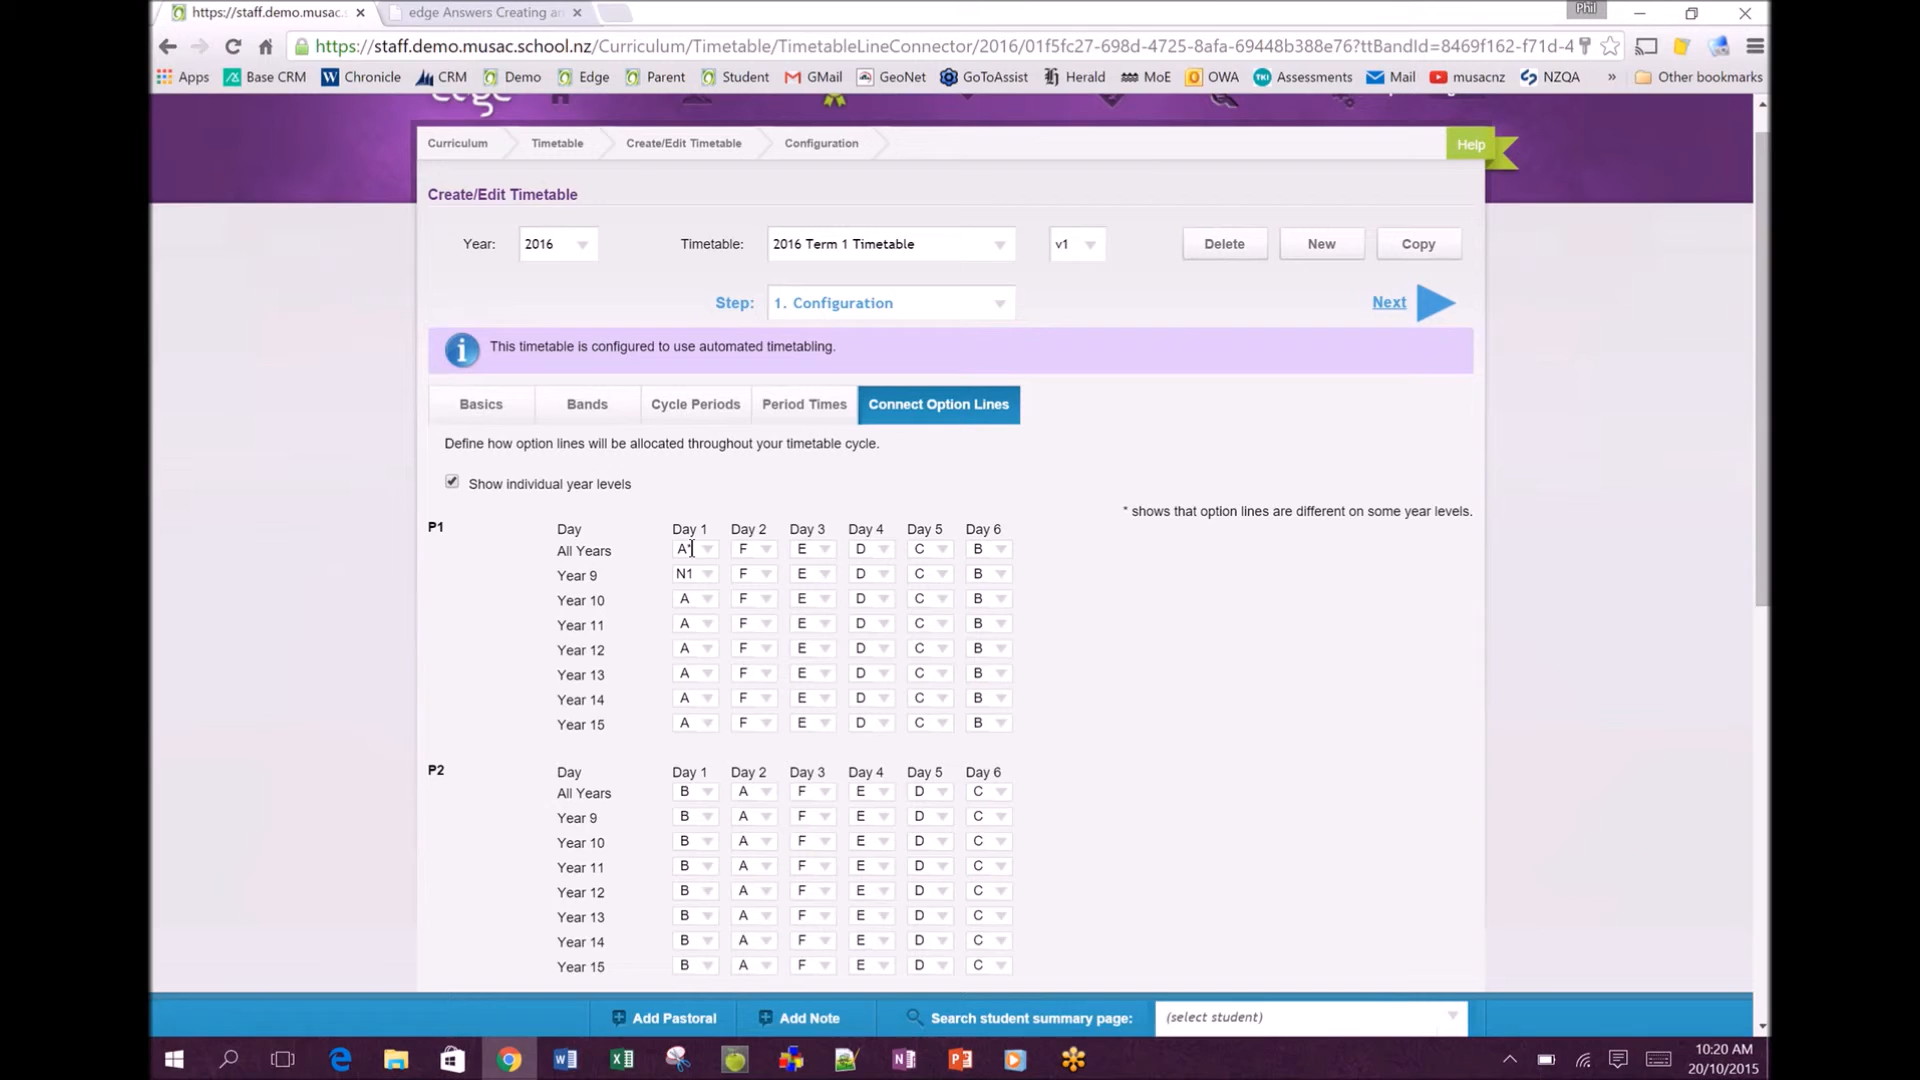 https://staff.demo.musac.s
edge Answers Creating an
Phil
https://staff.demo.musac.school.nz/Curriculum/Timetable/TimetableLineConnector/2016/01f5fc27-698d-4725-8afa-69448b388e76?ttBandId=8469f162-f71d-4
Apps Base CRM Chronicle CRM Demo Edge Parent Student GMail GeoNet GoToAssist Herald MoE OWA Assessments Mail musacnz NZQA » Other bookmarks
edge
Curriculum Timetable Create/Edit Timetable Configuration
Help
Create/Edit Timetable
Year: 2016 Timetable: 2016 Term 1 Timetable v1 Delete New Copy
Step: 1. Configuration Next
i This timetable is configured to use automated timetabling.
Basics Bands Cycle Periods Period Times Connect Option Lines
Define how option lines will be allocated throughout your timetable cycle.
Show individual year levels
* shows that option lines are different on some year levels.
P1 Day Day 1 Day 2 Day 3 Day 4 Day 5 Day 6
All Years A* F E D C B
Year 9 N1 F E D C B
Year 10 A F E D C B
Year 11 A F E D C B
Year 12 A F E D C B
Year 13 A F E D C B
Year 14 A F E D C B
Year 15 A F E D C B
P2 Day Day 1 Day 2 Day 3 Day 4 Day 5 Day 6
All Years B A F E D C
Year 9 B A F E D C
Year 10 B A F E D C
Year 11 B A F E D C
Year 12 B A F E D C
Year 13 B A F E D C
Year 14 B A F E D C
Year 15 B A F E D C
Add Pastoral Add Note Search student summary page: (select student)
10:20 AM
20/10/2015